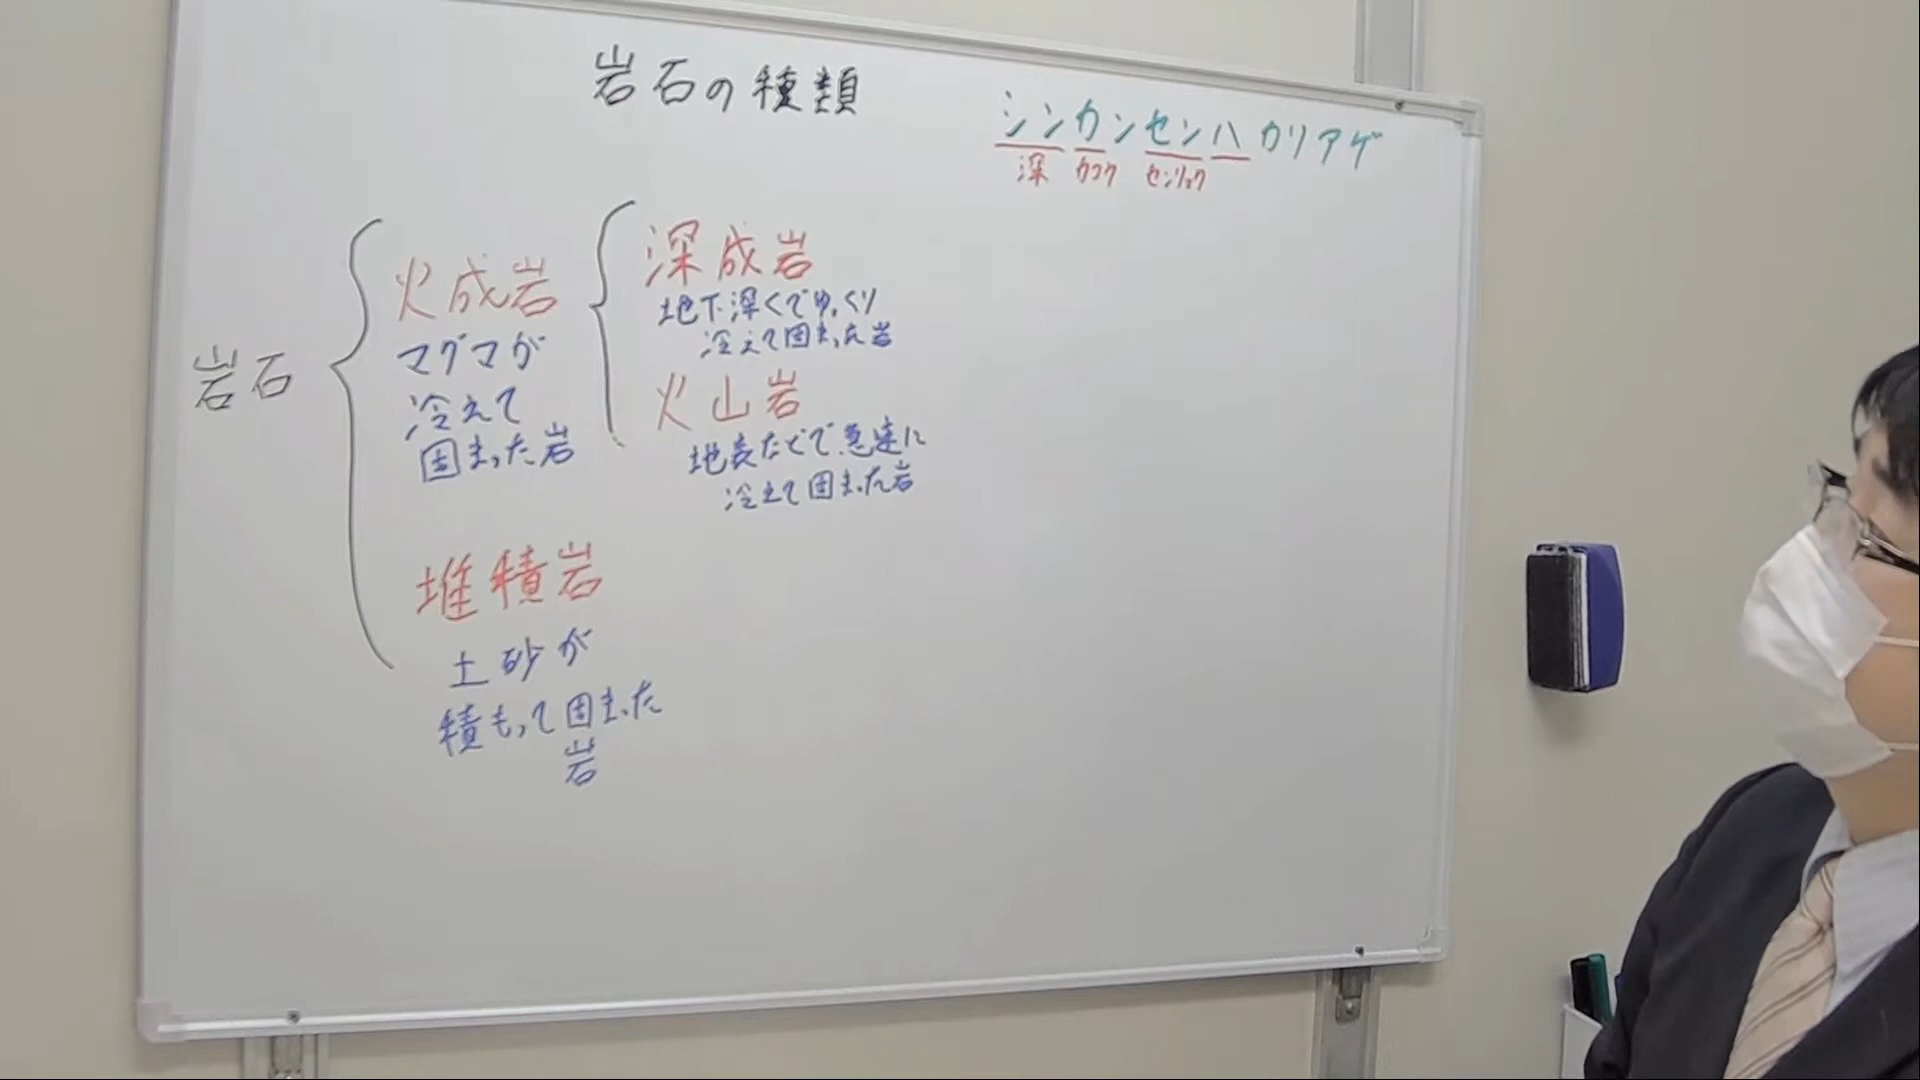 岩石の種類
シンカンセンハカリアゲ
深 カコウ センリョク
岩石
火成岩
マグマが
冷えて
固まった岩
深成岩
地下深くでゆっくり
冷えて固まった岩
火山岩
地表などで急速に
冷えて固まった岩
堆積岩
土砂が
積もって固まった
岩